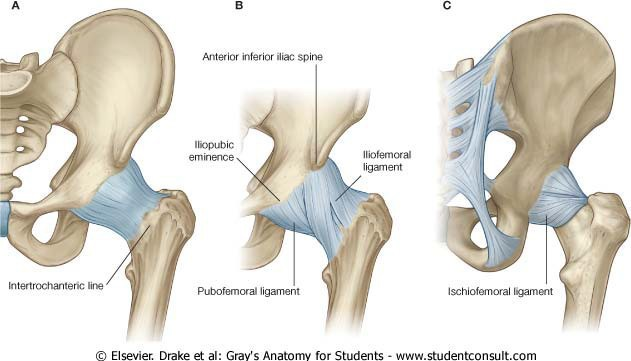 A
B
C
Anterior inferior iliac spine
Iliopubic
eminence
Iliofemoral
ligament
Intertrochanteric line
Pubofemoral ligament
Ischiofemoral ligament
© Elsevier. Drake et al: Gray's Anatomy for Students - www.studentconsult.com